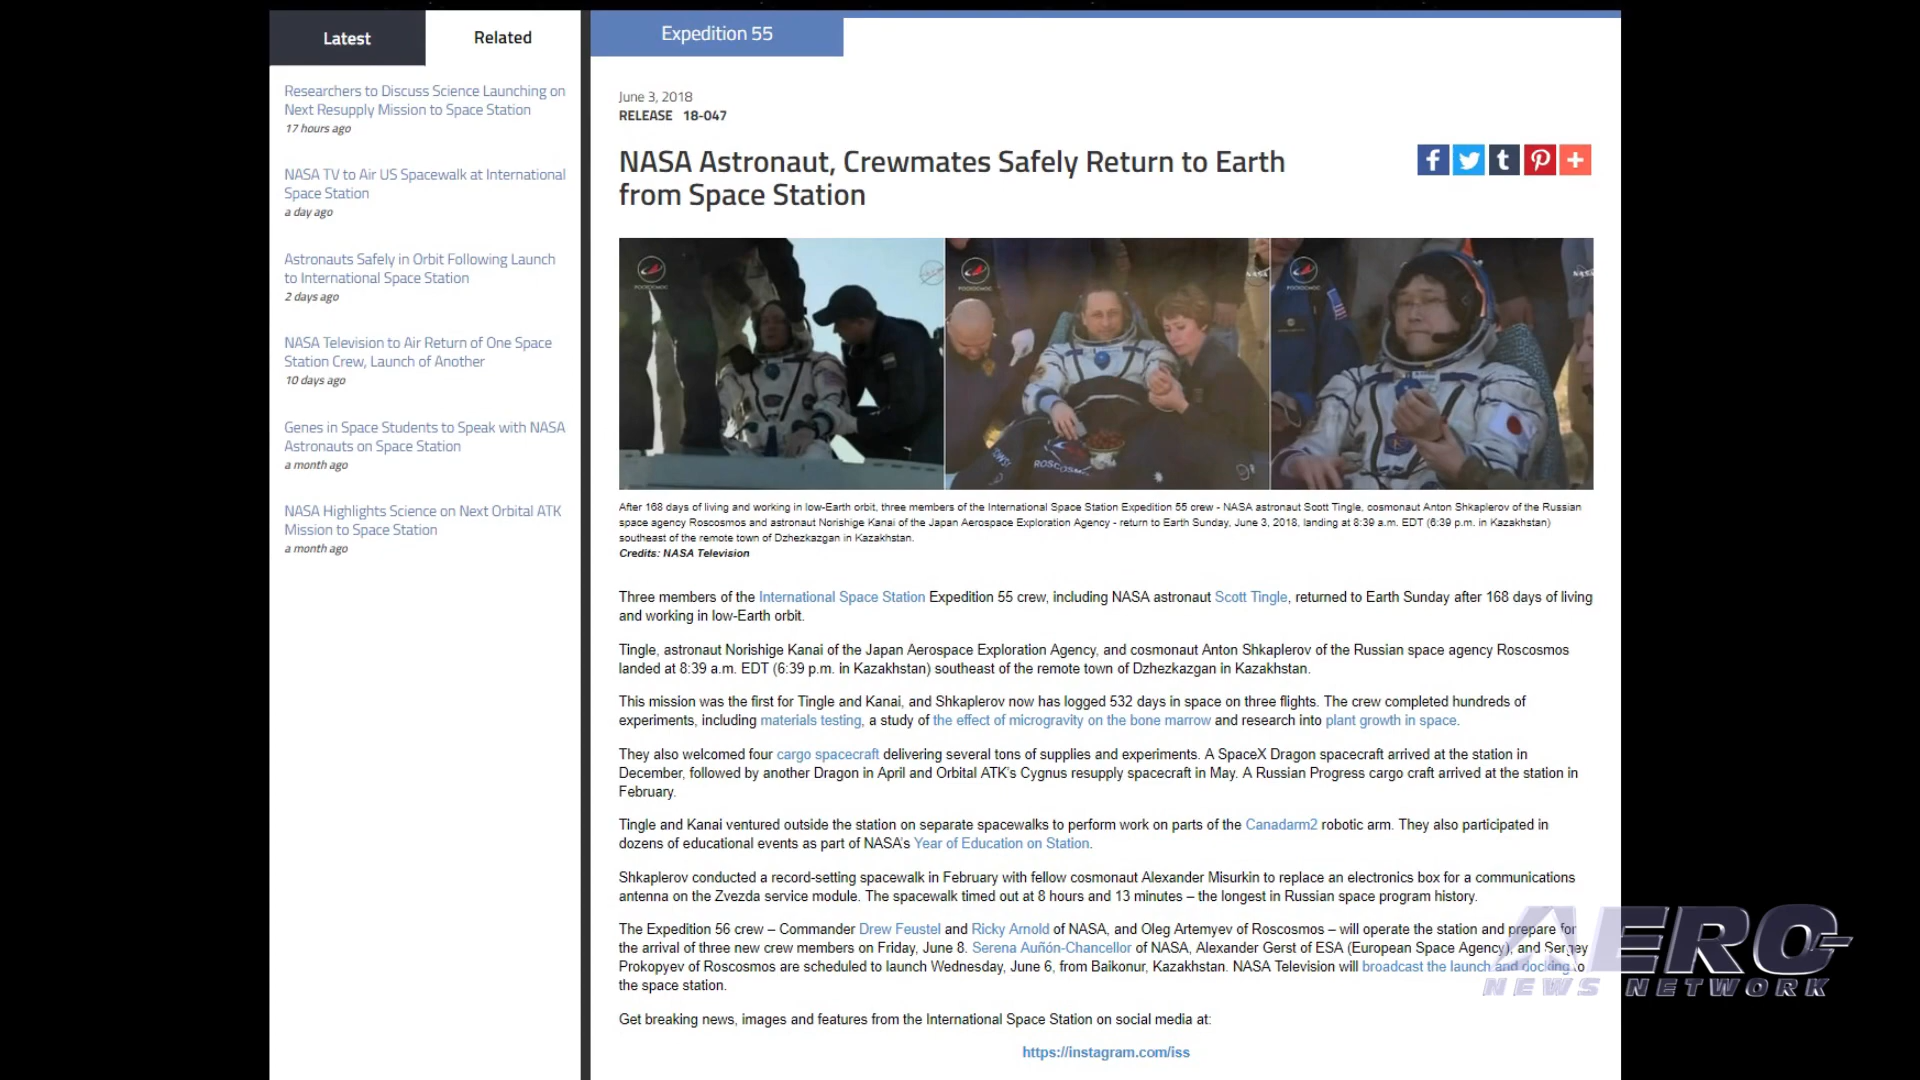 Latest
Related
Researchers to Discuss Science Launching on
Next Resupply Mission to Space Station
17 hours ago
NASA TV to Air US Spacewalk at International
Space Station
a day ago
Astronauts Safely in Orbit Following Launch
to International Space Station
2 days ago
NASA Television to Air Return of One Space
Station Crew, Launch of Another
10 days ago
Genes in Space Students to Speak with NASA
Astronauts on Space Station
a month ago
NASA Highlights Science on Next Orbital ATK
Mission to Space Station
a month ago
Expedition 55
June 3, 2018
RELEASE 18-047
NASA Astronaut, Crewmates Safely Return to Earth
from Space Station
After 168 days of living and working in low-Earth orbit, three members of the International Space Station Expedition 55 crew - NASA astronaut Scott Tingle, cosmonaut Anton Shkaplerov of the Russian
space agency Roscosmos and astronaut Norishige Kanai of the Japan Aerospace Exploration Agency - return to Earth Sunday, June 3, 2018, landing at 8:39 a.m. EDT (6:39 p.m. in Kazakhstan)
southeast of the remote town of Dzhezkazgan in Kazakhstan.
Credits: NASA Television
Three members of the International Space Station Expedition 55 crew, including NASA astronaut Scott Tingle, returned to Earth Sunday after 168 days of living
and working in low-Earth orbit.
Tingle, astronaut Norishige Kanai of the Japan Aerospace Exploration Agency, and cosmonaut Anton Shkaplerov of the Russian space agency Roscosmos
landed at 8:39 a.m. EDT (6:39 p.m. in Kazakhstan) southeast of the remote town of Dzhezkazgan in Kazakhstan.
This mission was the first for Tingle and Kanai, and Shkaplerov now has logged 532 days in space on three flights. The crew completed hundreds of
experiments, including materials testing, a study of the effect of microgravity on the bone marrow and research into plant growth in space.
They also welcomed four cargo spacecraft delivering several tons of supplies and experiments. A SpaceX Dragon spacecraft arrived at the station in
December, followed by another Dragon in April and Orbital ATK's Cygnus resupply spacecraft in May. A Russian Progress cargo craft arrived at the station in
February.
Tingle and Kanai ventured outside the station on separate spacewalks to perform work on parts of the Canadarm2 robotic arm. They also participated in
dozens of educational events as part of NASA's Year of Education on Station.
Shkaplerov conducted a record-setting spacewalk in February with fellow cosmonaut Alexander Misurkin to replace an electronics box for a communications
antenna on the Zvezda service module. The spacewalk timed out at 8 hours and 13 minutes – the longest in Russian space program history.
The Expedition 56 crew – Commander Drew Feustel and Ricky Arnold of NASA, and Oleg Artemyev of Roscosmos – will operate the station and prepare for
the arrival of three new crew members on Friday, June 8. Serena Auñón-Chancellor of NASA, Alexander Gerst of ESA (European Space Agency), and Sergey
Prokopyev of Roscosmos are scheduled to launch Wednesday, June 6, from Baikonur, Kazakhstan. NASA Television will broadcast the launch and docking to
the space station.
Get breaking news, images and features from the International Space Station on social media at:
https://instagram.com/iss
AERO-
NEWS NETWORK